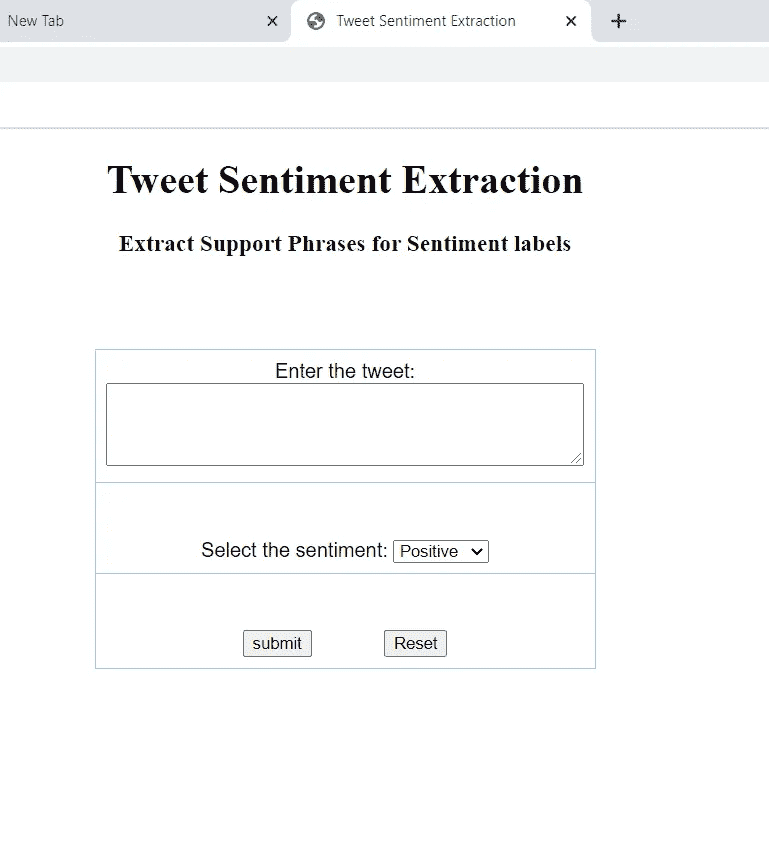 New Tab
Tweet Sentiment Extraction
Tweet Sentiment Extraction
Extract Support Phrases for Sentiment labels
Enter the tweet:
Select the sentiment: Positive
submit Reset